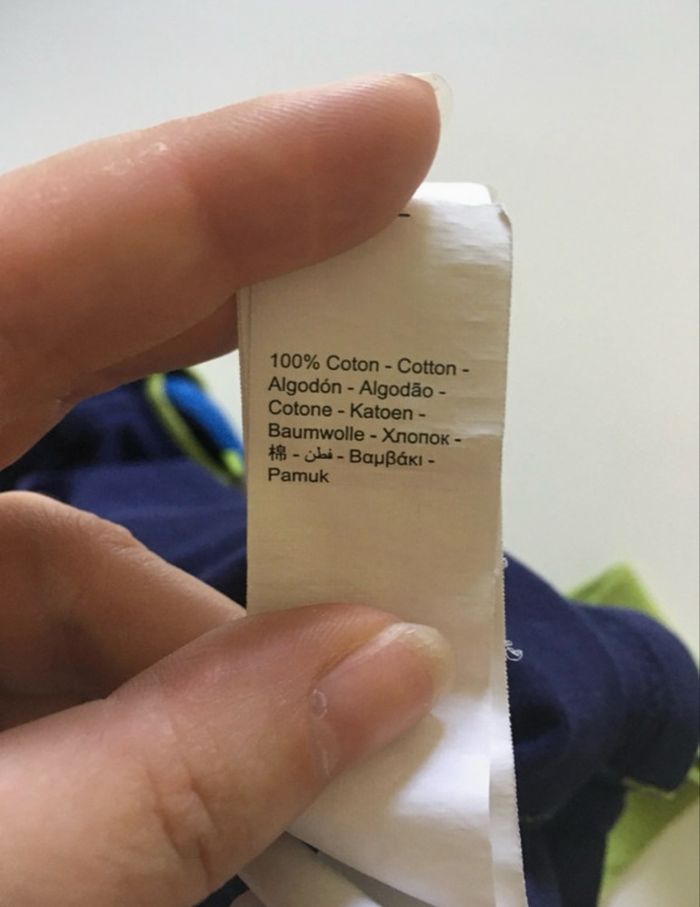 100% Coton - Cotton -
Algodón - Algodão -
Cotone - Katoen -
Baumwolle - Хлопок -
棉 - قطن - Βαμβάκι -
Pamuk